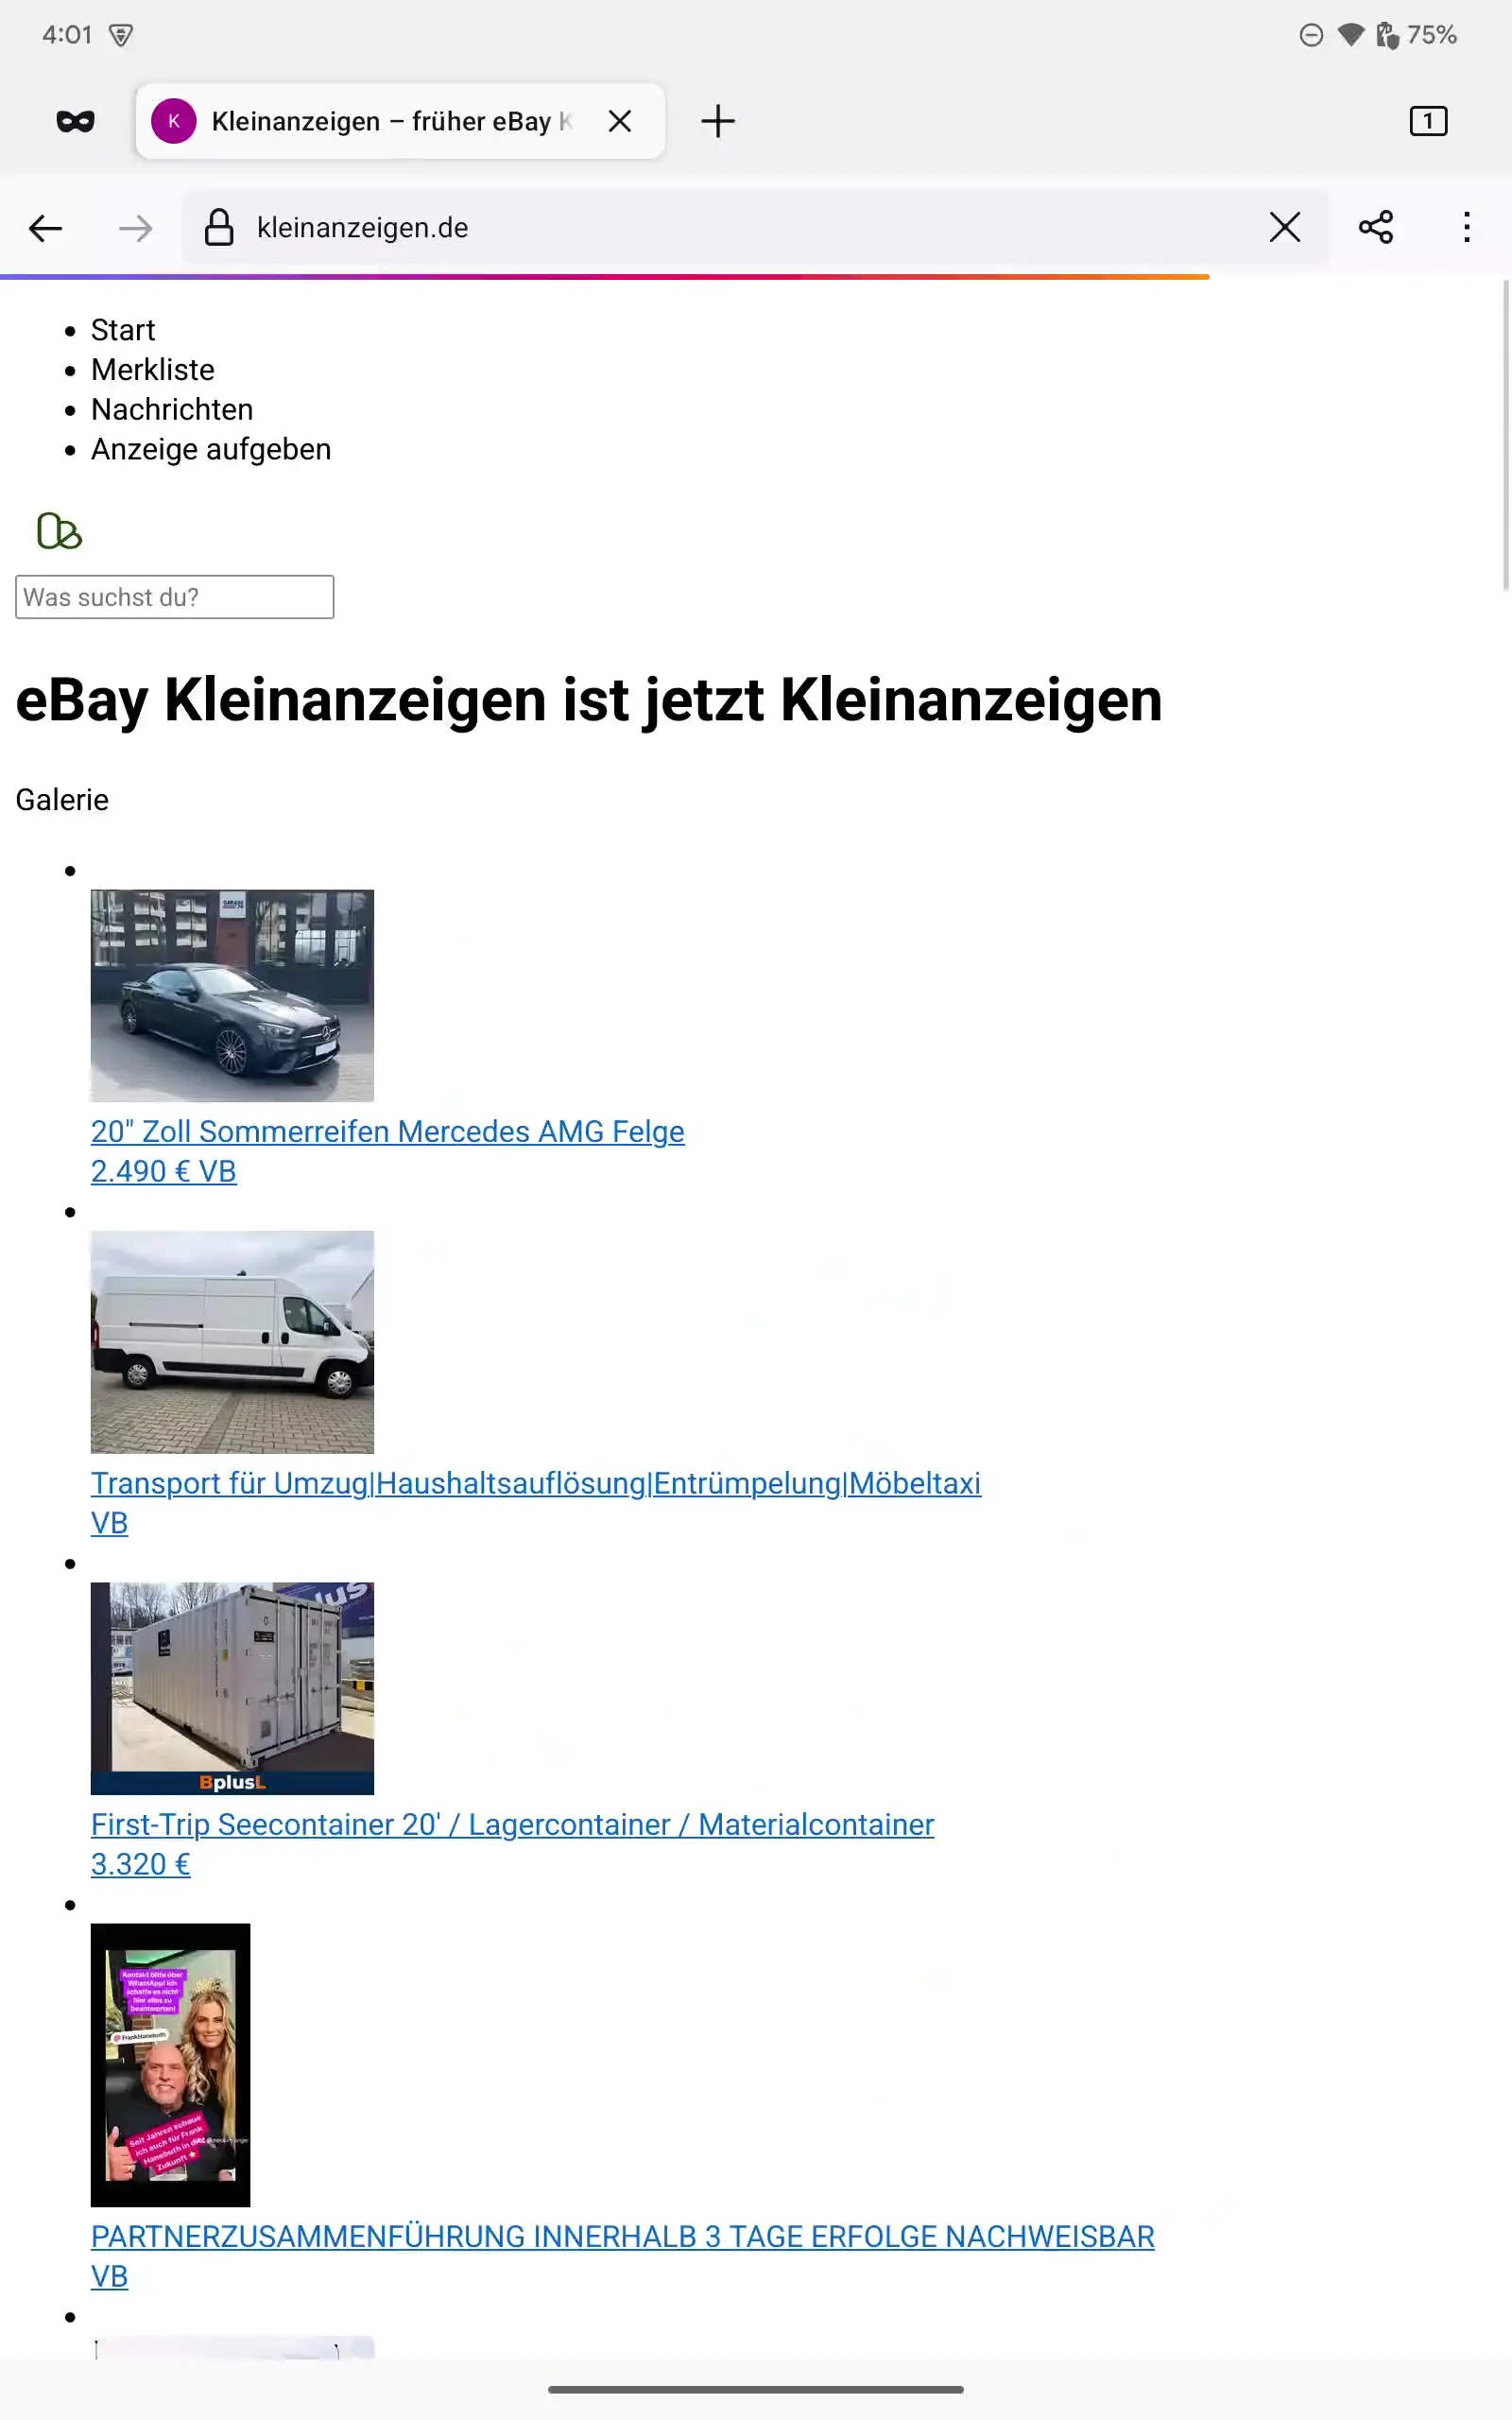 4:01
75%
K
Kleinanzeigen – früher eBay K
1
kleinanzeigen.de
Start
Merkliste
Nachrichten
Anzeige aufgeben
Was suchst du?
eBay Kleinanzeigen ist jetzt Kleinanzeigen
Galerie
GARAGE
20" Zoll Sommerreifen Mercedes AMG Felge
2.490 € VB
Transport für Umzug|Haushaltsauflösung|Entrümpelung|Möbeltaxi
VB
lus
BplusL
First-Trip Seecontainer 20' / Lagercontainer / Materialcontainer
3.320 €
Kontakt bitte über
WhatsApp! Ich
schaffe es nicht
hier alles zu
beantworten!
FrankHanebuth
Seit Jahren schaue
ich auch für Frank
Hanebuth in die
Zukunft
PARTNERZUSAMMENFÜHRUNG INNERHALB 3 TAGE ERFOLGE NACHWEISBAR
VB